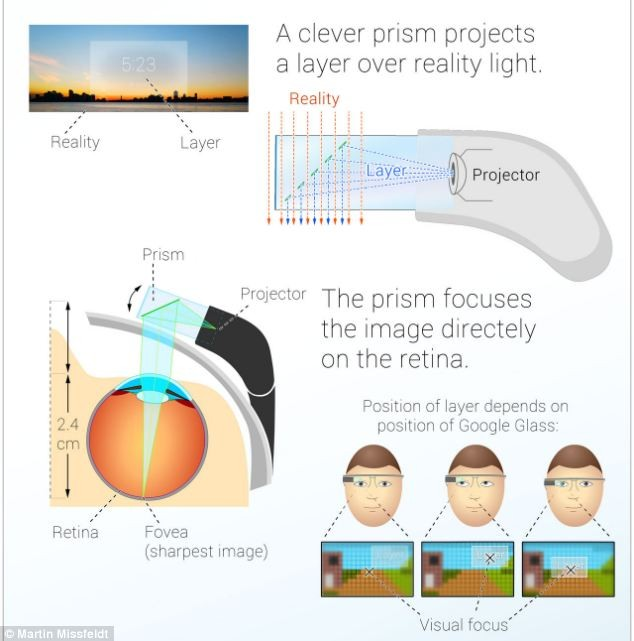 A clever prism projects
a layer over reality light.
5:23
Reality
Layer
Reality
Layer
Projector
Prism
Projector
2.4
cm
Retina
Fovea
(sharpest image)
The prism focuses
the image directely
on the retina.
Position of layer depends on
position of Google Glass:
Visual focus
© Martin Missfeldt